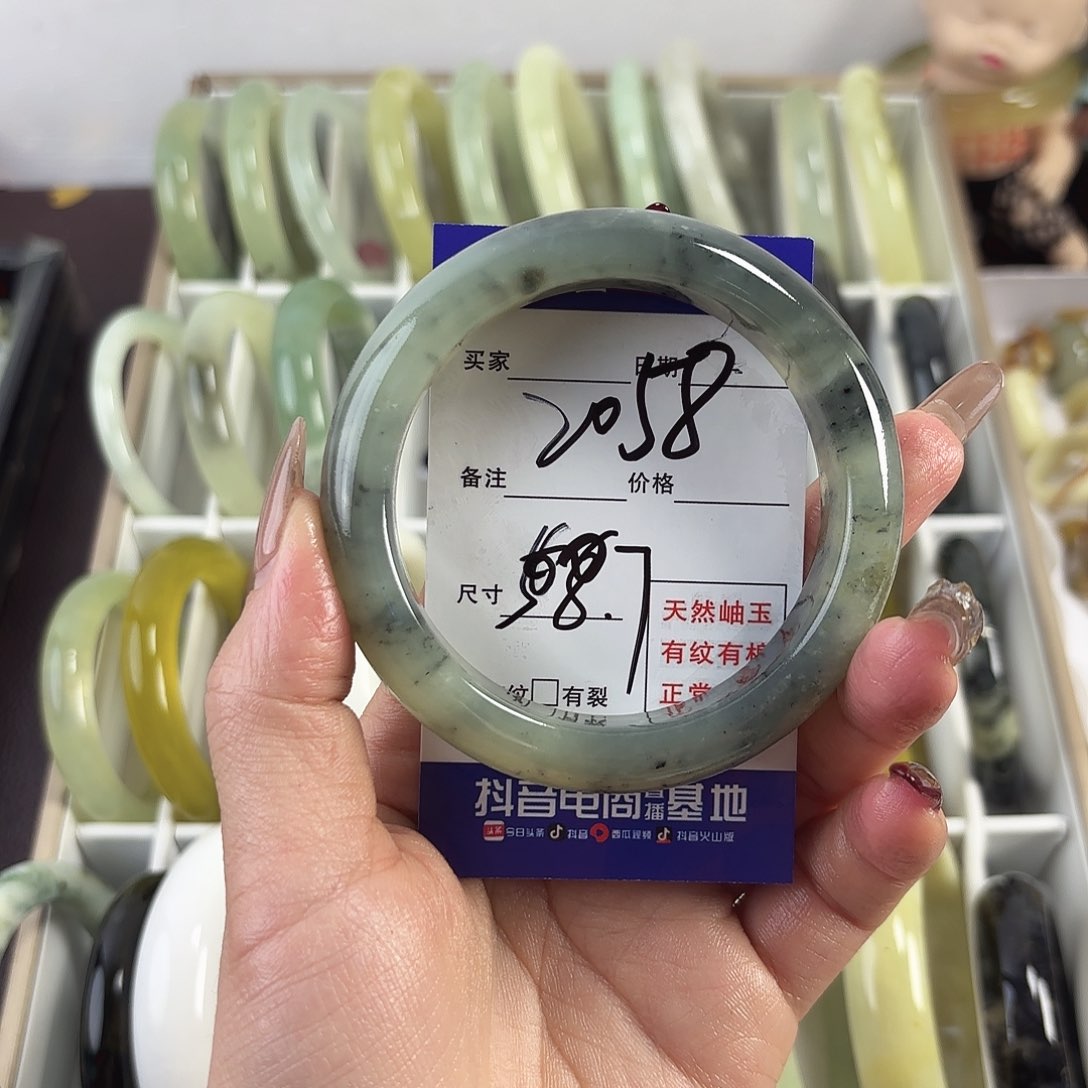 买家 日期
2058
备注 价格
尺寸 .7
天然岫玉
有纹有棉
正常
纹□有裂
抖音电商直播基地
今日头条 抖音 西瓜视频 抖音火山版